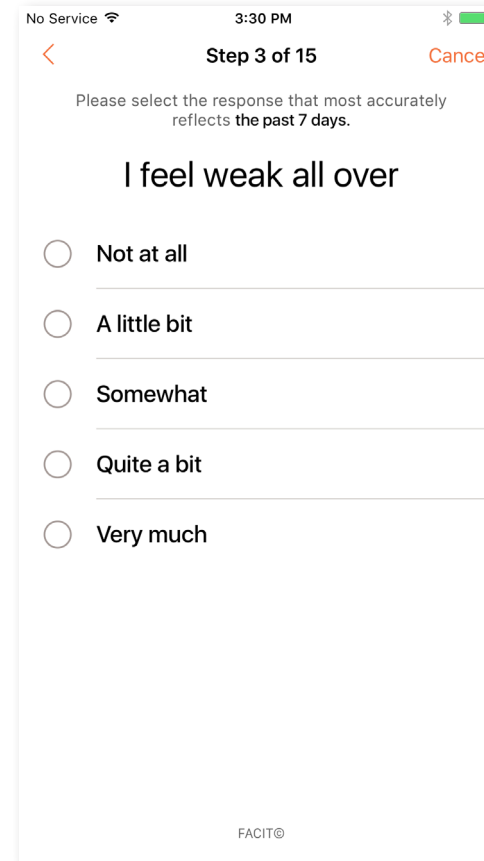 No Service
3:30 PM
Step 3 of 15
Cance
Please select the response that most accurately
reflects the past 7 days.
I feel weak all over
Not at all
A little bit
Somewhat
Quite a bit
Very much
FACIT©